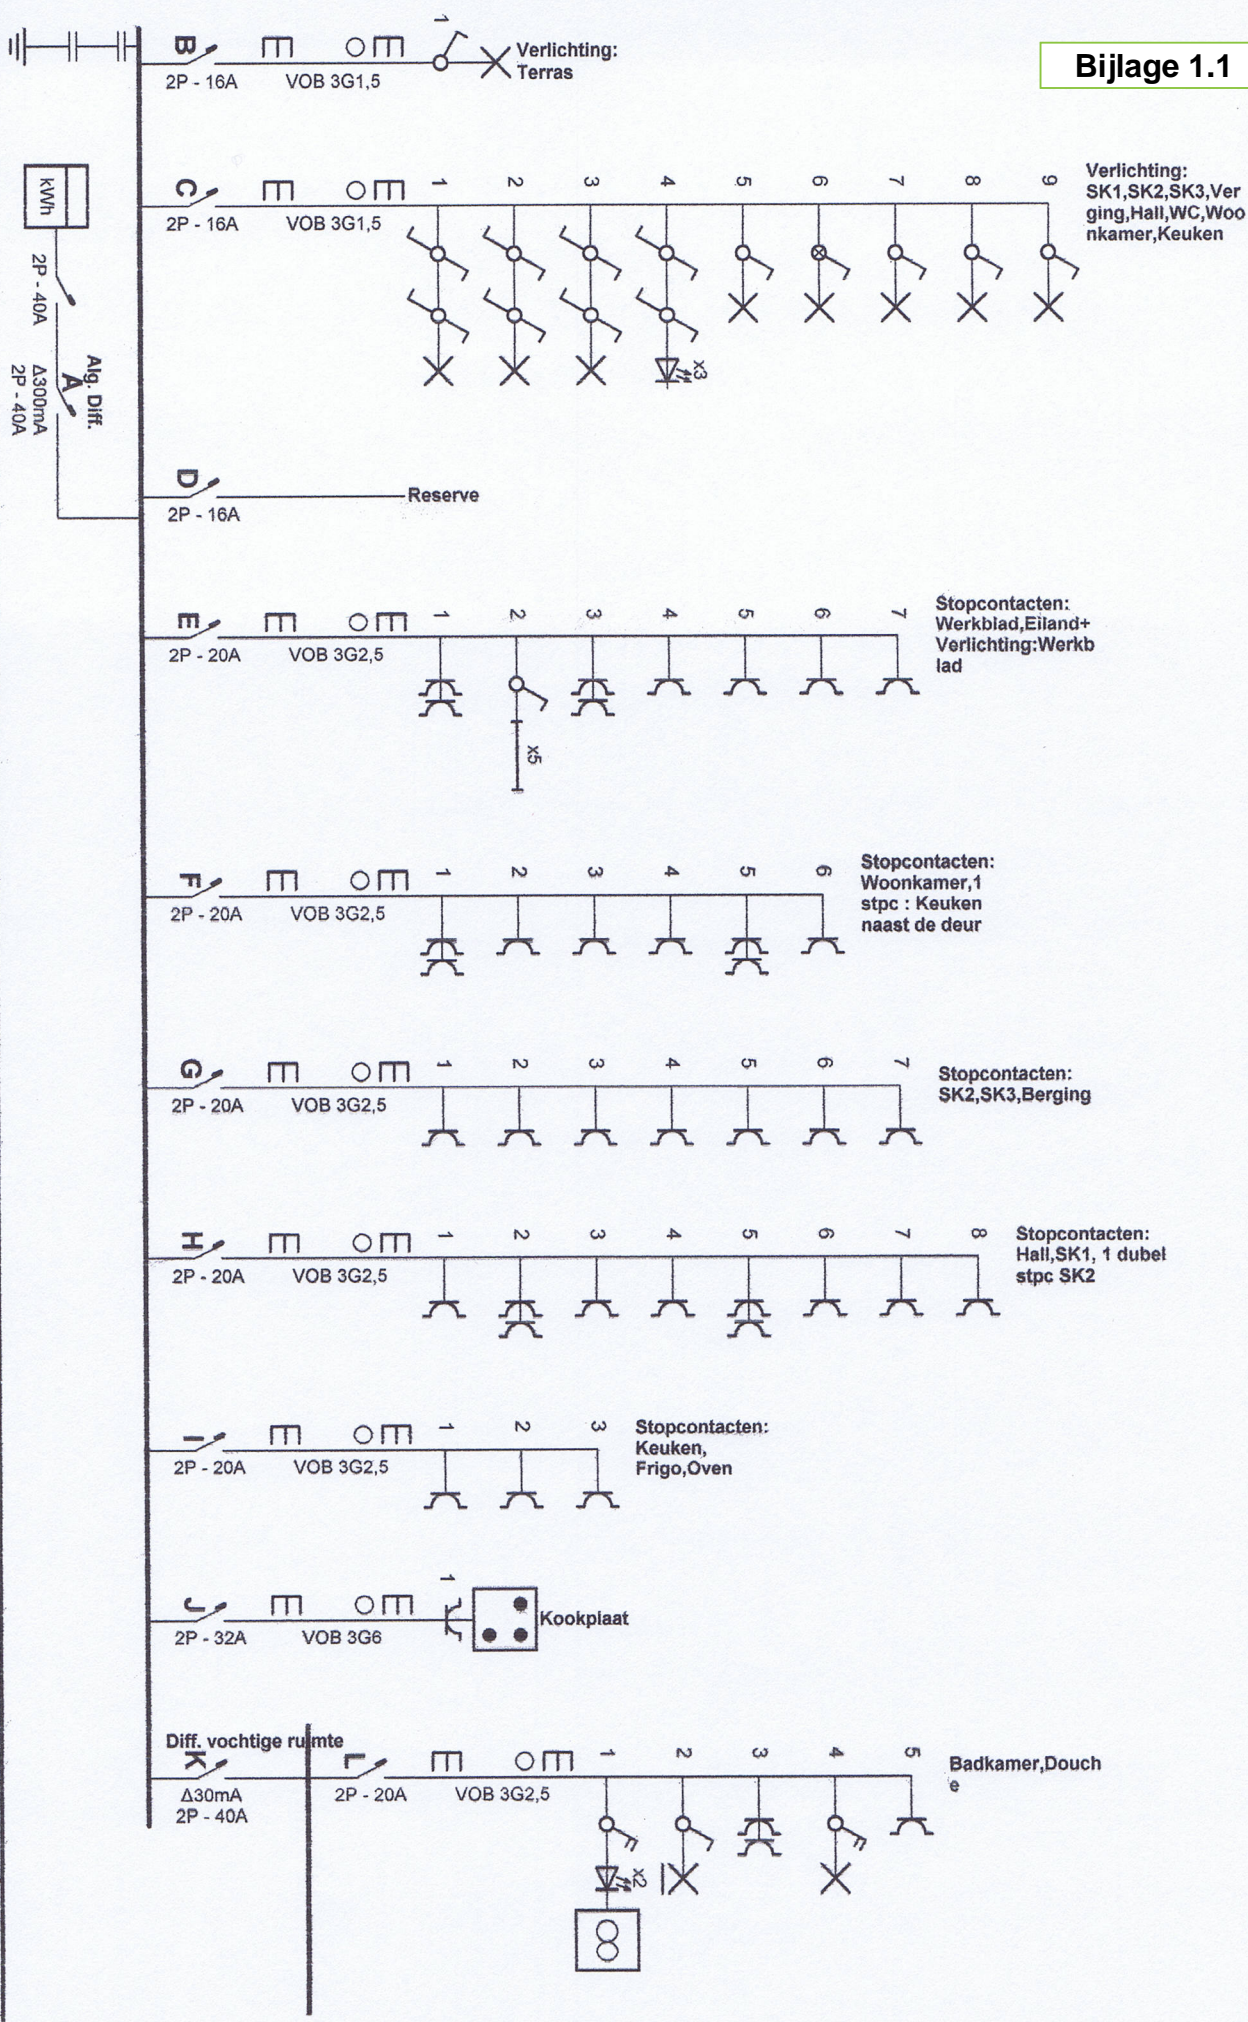 Bijlage 1.1
B
2P - 16A
VOB 3G1,5
1
Verlichting:
Terras
kWh
2P - 40A
Alg. Diff.
A
Δ300mA
2P - 40A
C
2P - 16A
VOB 3G1,5
1 2 3 4 5 6 7 8 9
x3
Verlichting:
SK1,SK2,SK3,Ver
ging,Hall,WC,Woo
nkamer,Keuken
D
2P - 16A
Reserve
E
2P - 20A
VOB 3G2,5
1 2 3 4 5 6 7
x5
Stopcontacten:
Werkblad,Eiland+
Verlichting:Werkb
lad
F
2P - 20A
VOB 3G2,5
1 2 3 4 5 6
Stopcontacten:
Woonkamer,1
stpc : Keuken
naast de deur
G
2P - 20A
VOB 3G2,5
1 2 3 4 5 6 7
Stopcontacten:
SK2,SK3,Berging
H
2P - 20A
VOB 3G2,5
1 2 3 4 5 6 7 8
Stopcontacten:
Hall,SK1, 1 dubel
stpc SK2
I
2P - 20A
VOB 3G2,5
1 2 3
Stopcontacten:
Keuken,
Frigo,Oven
J
2P - 32A
VOB 3G6
1
Kookplaat
Diff. vochtige ruimte
K
Δ30mA
2P - 40A
L
2P - 20A
VOB 3G2,5
1 2 3 4 5
x2
Badkamer,Douch
e